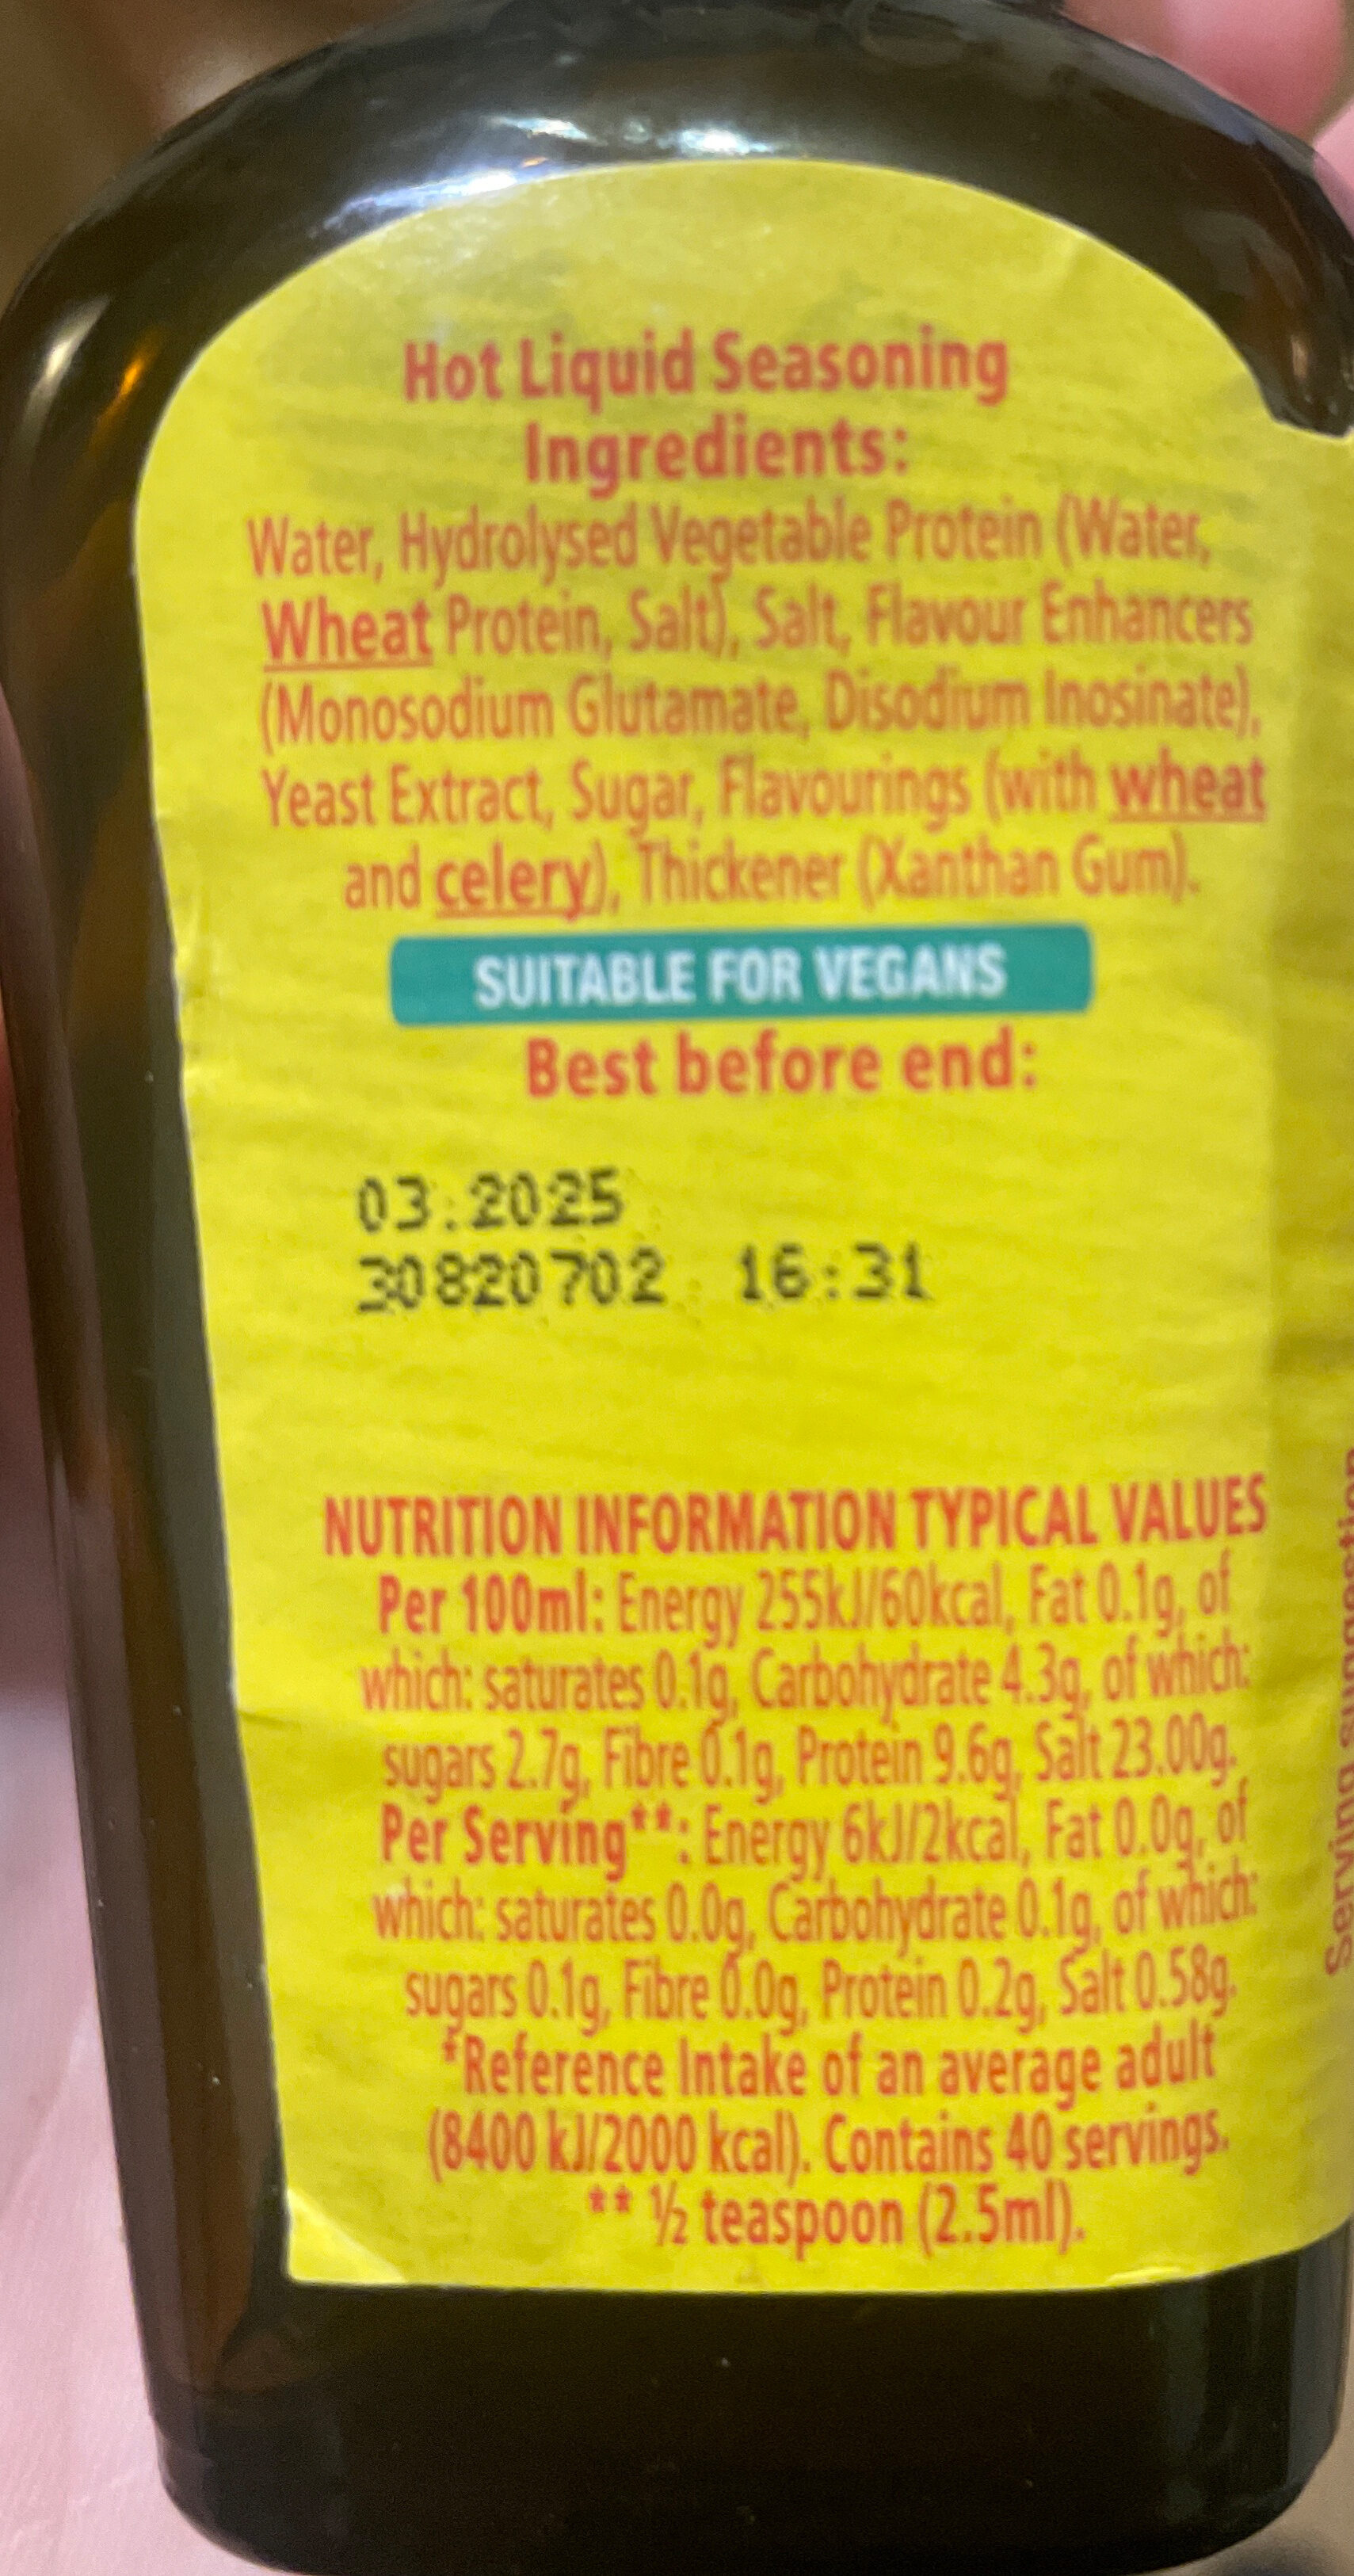 Hot Liquid Seasoning
Ingredients:
Water, Hydrolysed Vegetable Protein (Water,
Wheat Protein, Salt), Salt, Flavour Enhancers
(Monosodium Glutamate, Disodium Inosinate),
Yeast Extract, Sugar, Flavourings (with wheat
and celery), Thickener (Xanthan Gum).
SUITABLE FOR VEGANS
Best before end:
03.2025
30820702 16:31
NUTRITION INFORMATION TYPICAL VALUES
Per 100ml: Energy 255kJ/60kcal, Fat 0.1g, of
which: saturates 0.1g, Carbohydrate 4.3g, of which:
sugars 2.7g, Fibre 0.1g, Protein 9.6g, Salt 23.00g.
Per Serving**: Energy 6kJ/2kcal, Fat 0.0g, of
which: saturates 0.0g, Carbohydrate 0.1g, of which:
sugars 0.1g, Fibre 0.0g, Protein 0.2g, Salt 0.58g.
*Reference Intake of an average adult
(8400 kJ/2000 kcal). Contains 40 servings.
** ½ teaspoon (2.5ml).
Serving suggestion